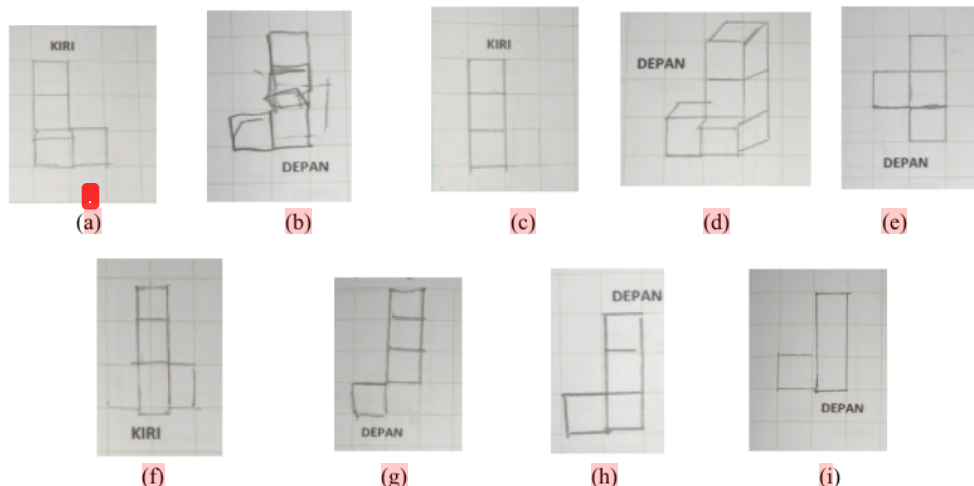 KIRI
DEPAN
KIRI
DEPAN
DEPAN
(a)
(b)
(c)
(d)
(e)
KIRI
DEPAN
DEPAN
DEPAN
(f)
(g)
(h)
(i)